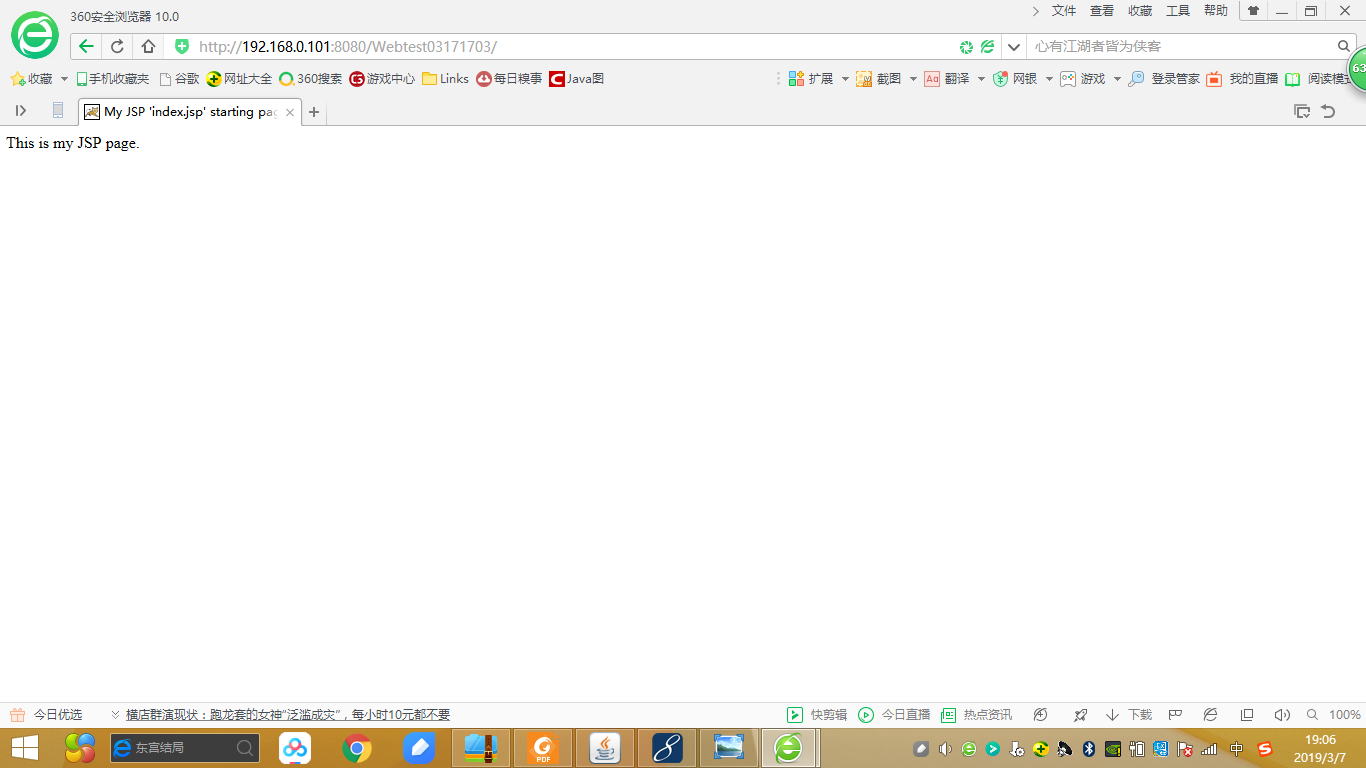 360安全浏览器 10.0
文件 查看 收藏 工具 帮助
http://192.168.0.101:8080/Webtest03171703/
心有江湖者皆为侠客
收藏 手机收藏夹 谷歌 网址大全 360搜索 游戏中心 Links 每日糗事 Java图
扩展 截图 翻译 网银 游戏 登录管家 我的直播 阅读模式
63
My JSP 'index.jsp' starting pag
This is my JSP page.
今日优选
横店群演现状：跑龙套的女神“泛滥成灾”，每小时10元都不要
快剪辑 今日直播 热点资讯 下载 100%
东宫结局
PDF
中
19:06
2019/3/7